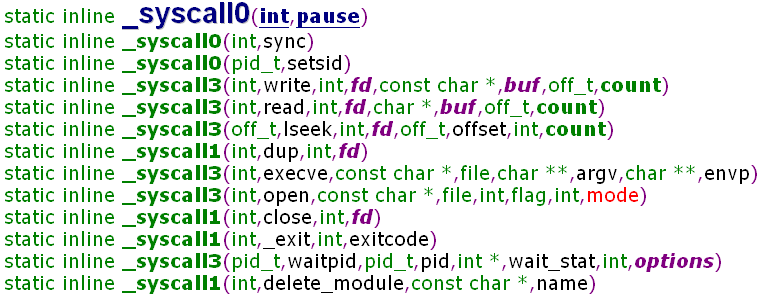 static inline _syscall0(int,pause)
static inline _syscall0(int,sync)
static inline _syscall0(pid_t,setsid)
static inline _syscall3(int,write,int,fd,const char *,buf,off_t,count)
static inline _syscall3(int,read,int,fd,char *,buf,off_t,count)
static inline _syscall3(off_t,lseek,int,fd,off_t,offset,int,count)
static inline _syscall1(int,dup,int,fd)
static inline _syscall3(int,execve,const char *,file,char **,argv,char **,envp)
static inline _syscall3(int,open,const char *,file,int,flag,int,mode)
static inline _syscall1(int,close,int,fd)
static inline _syscall1(int,_exit,int,exitcode)
static inline _syscall3(pid_t,waitpid,pid_t,pid,int *,wait_stat,int,options)
static inline _syscall1(int,delete_module,const char *,name)